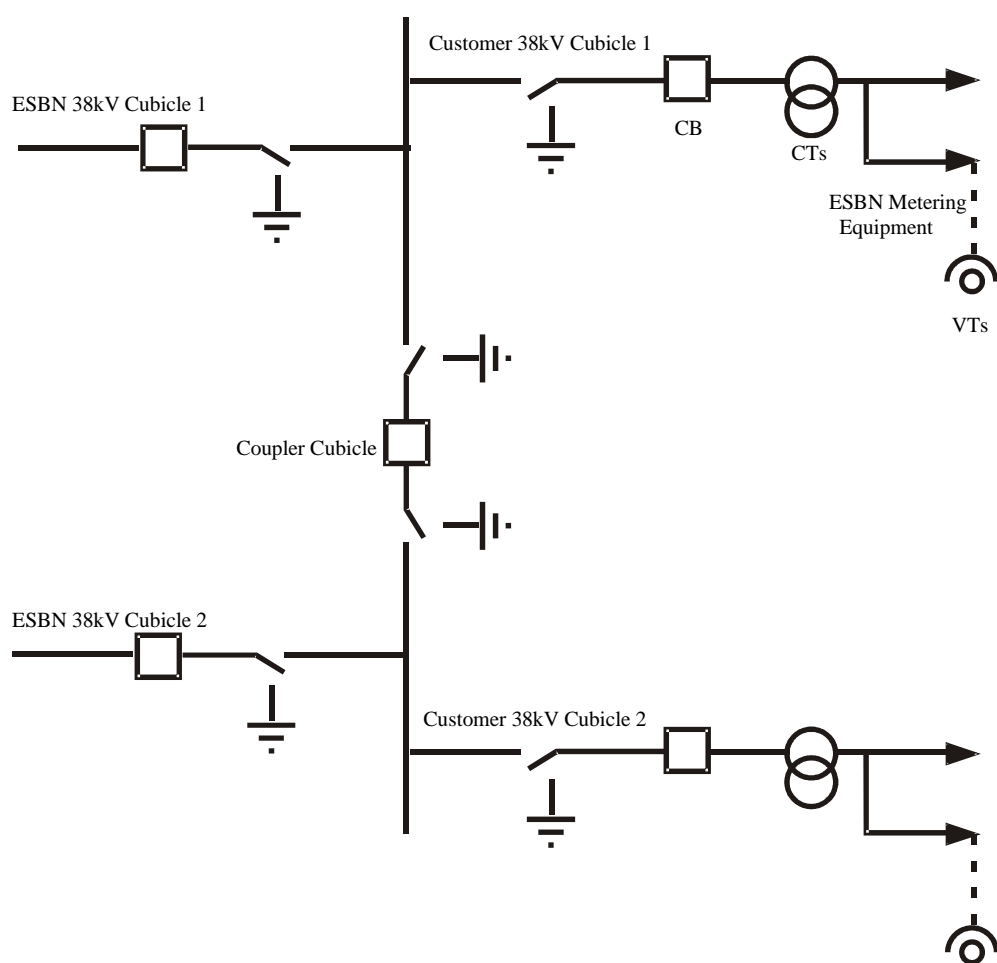 Customer 38kV Cubicle 1
ESBN 38kV Cubicle 1
CB
CTs
ESBN Metering
Equipment
VTs
Coupler Cubicle
ESBN 38kV Cubicle 2
Customer 38kV Cubicle 2